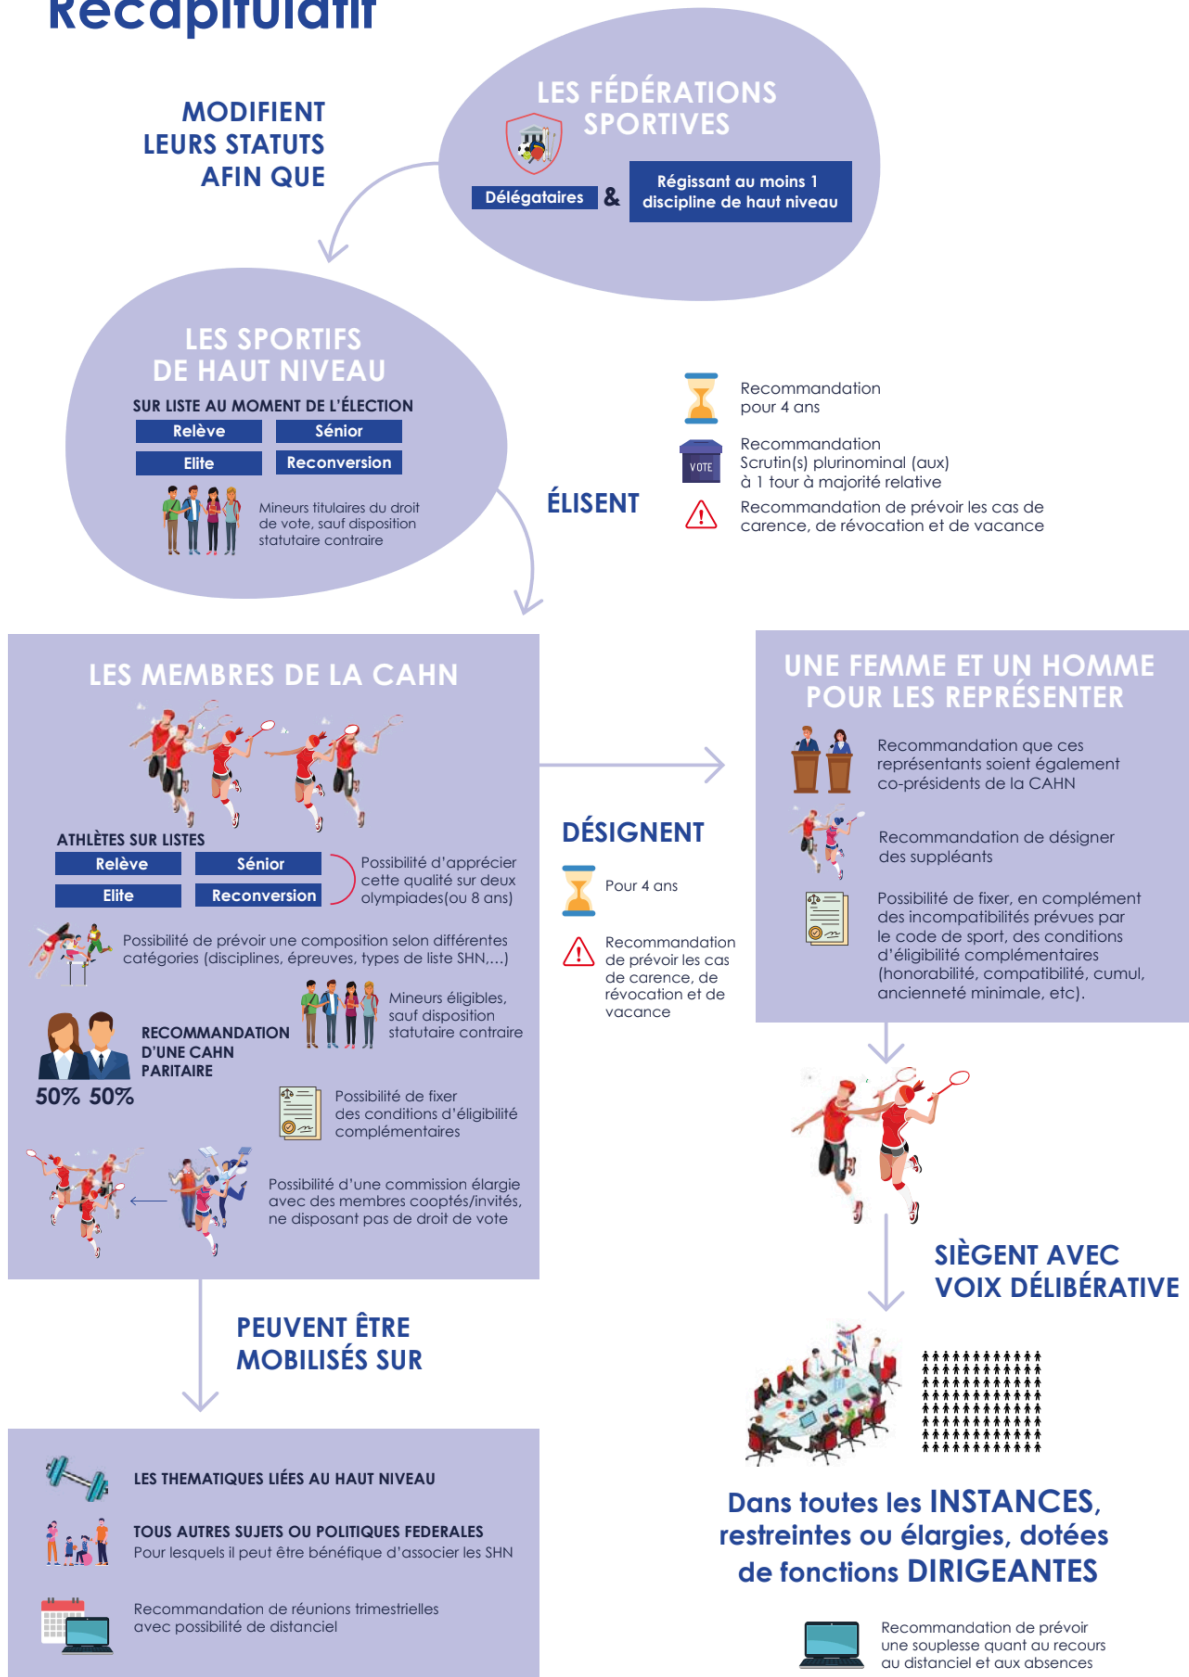 Récapitulatif
LES FÉDÉRATIONS
SPORTIVES
Délégataires
&
Régissant au moins 1
discipline de haut niveau
MODIFIENT
LEURS STATUTS
AFIN QUE
LES SPORTIFS
DE HAUT NIVEAU
SUR LISTE AU MOMENT DE L'ÉLECTION
Relève
Sénior
Elite
Reconversion
Mineurs titulaires du droit
de vote, sauf disposition
statutaire contraire
ÉLISENT
Recommandation
pour 4 ans
VOTE
Recommandation
Scrutin(s) plurinominal (aux)
à 1 tour à majorité relative
Recommandation de prévoir les cas de
carence, de révocation et de vacance
LES MEMBRES DE LA CAHN
ATHLÈTES SUR LISTES
Relève
Sénior
Elite
Reconversion
Possibilité d'apprécier
cette qualité sur deux
olympiades(ou 8 ans)
Possibilité de prévoir une composition selon différentes
catégories (disciplines, épreuves, types de liste SHN,...)
Mineurs éligibles,
sauf disposition
statutaire contraire
RECOMMANDATION
D'UNE CAHN
PARITAIRE
50% 50%
Possibilité de fixer
des conditions d'éligibilité
complémentaires
Possibilité d'une commission élargie
avec des membres cooptés/invités,
ne disposant pas de droit de vote
DÉSIGNENT
Pour 4 ans
Recommandation
de prévoir les cas
de carence, de
révocation et de
vacance
UNE FEMME ET UN HOMME
POUR LES REPRÉSENTER
Recommandation que ces
représentants soient également
co-présidents de la CAHN
Recommandation de désigner
des suppléants
Possibilité de fixer, en complément
des incompatibilités prévues par
le code de sport, des conditions
d'éligibilité complémentaires
(honorabilité, compatibilité, cumul,
ancienneté minimale, etc).
SIÈGENT AVEC
VOIX DÉLIBÉRATIVE
Dans toutes les INSTANCES,
restreintes ou élargies, dotées
de fonctions DIRIGEANTES
Recommandation de prévoir
une souplesse quant au recours
au distanciel et aux absences
PEUVENT ÊTRE
MOBILISÉS SUR
LES THEMATIQUES LIÉES AU HAUT NIVEAU
TOUS AUTRES SUJETS OU POLITIQUES FEDERALES
Pour lesquels il peut être bénéfique d'associer les SHN
Recommandation de réunions trimestrielles
avec possibilité de distanciel